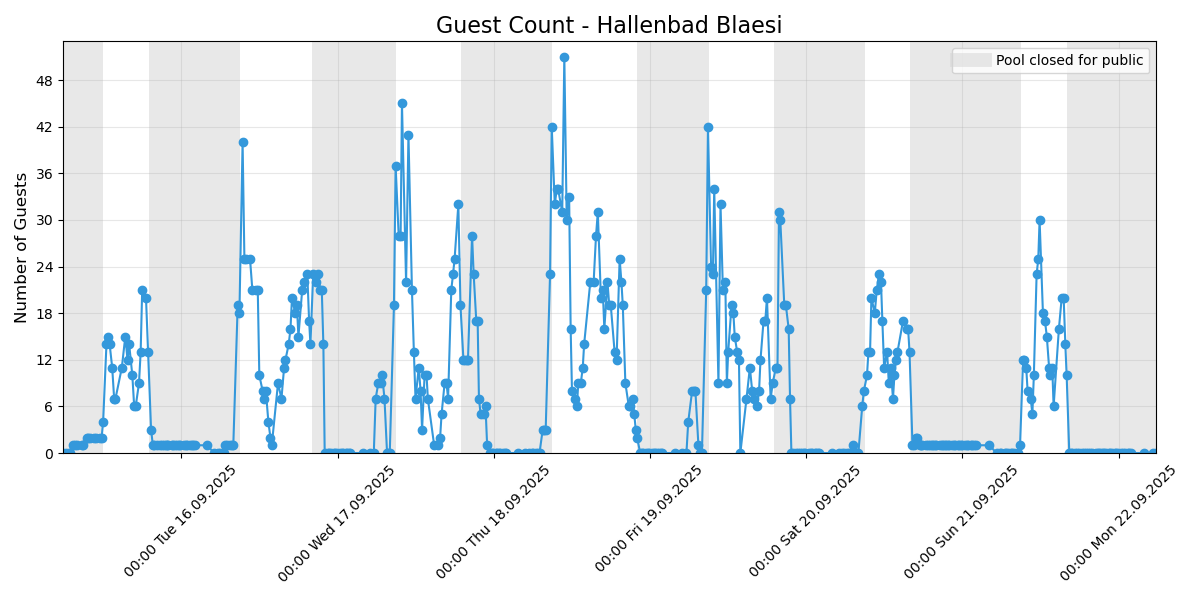 Guest Count - Hallenbad Blaesi
Pool closed for public
Number of Guests
48
42
36
30
24
18
12
6
0
00:00 Tue 16.09.2025
00:00 Wed 17.09.2025
00:00 Thu 18.09.2025
00:00 Fri 19.09.2025
00:00 Sat 20.09.2025
00:00 Sun 21.09.2025
00:00 Mon 22.09.2025